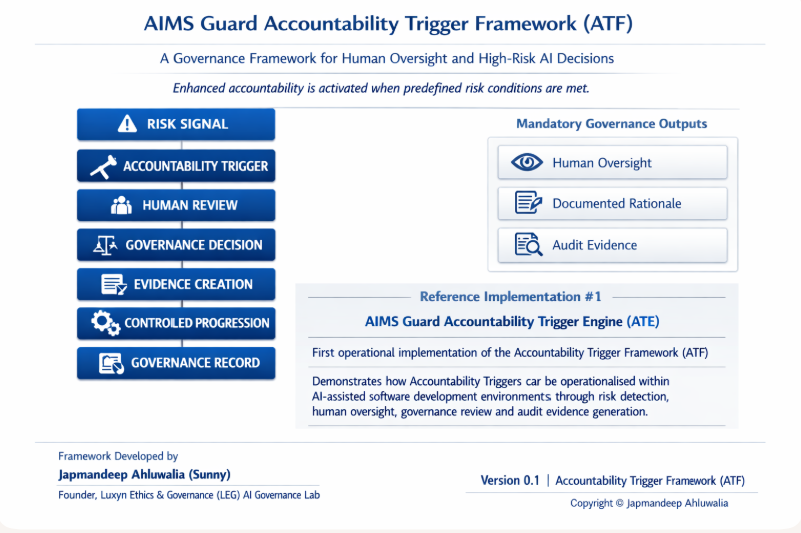 AIMS Guard Accountability Trigger Framework (ATF)
A Governance Framework for Human Oversight and High-Risk AI Decisions
Enhanced accountability is activated when predefined risk conditions are met.
RISK SIGNAL
ACCOUNTABILITY TRIGGER
HUMAN REVIEW
GOVERNANCE DECISION
EVIDENCE CREATION
CONTROLED PROGRESSION
GOVERNANCE RECORD
Mandatory Governance Outputs
Human Oversight
Documented Rationale
Audit Evidence
Reference Implementation #1
AIMS Guard Accountability Trigger Engine (ATE)
First operational implementation of the Accountability Trigger Framework (ATF)
Demonstrates how Accountability Triggers can be operationalised within
AI-assisted software development environments through risk detection,
human oversight, governance review and audit evidence generation.
Framework Developed by
Japmandeep Ahluwalia (Sunny)
Founder, Luxyn Ethics & Governance (LEG) AI Governance Lab
Version 0.1 | Accountability Trigger Framework (ATF)
Copyright © Japmandeep Ahluwalia